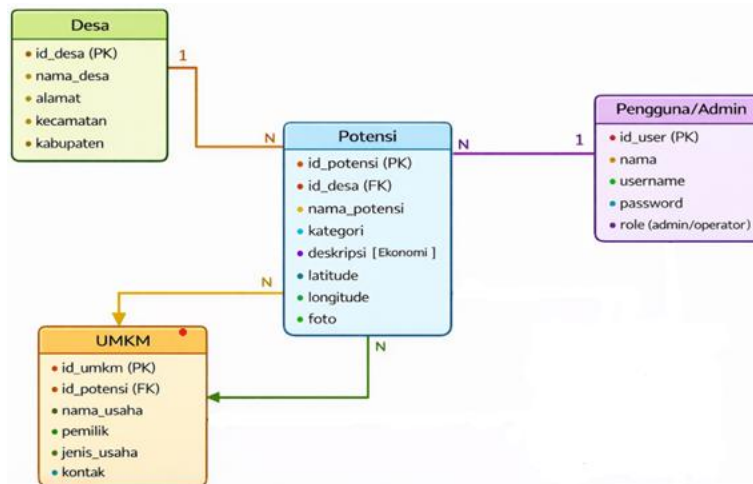 Desa
id_desa (PK)
nama_desa
alamat
kecamatan
kabupaten
1
N
Potensi
id_potensi (PK)
id_desa (FK)
nama_potensi
kategori
deskripsi [Ekonomi]
latitude
longitude
foto
N
1
Pengguna/Admin
id_user (PK)
nama
username
password
role (admin/operator)
N
N
UMKM
id_umkm (PK)
id_potensi (FK)
nama_usaha
pemilik
jenis_usaha
kontak